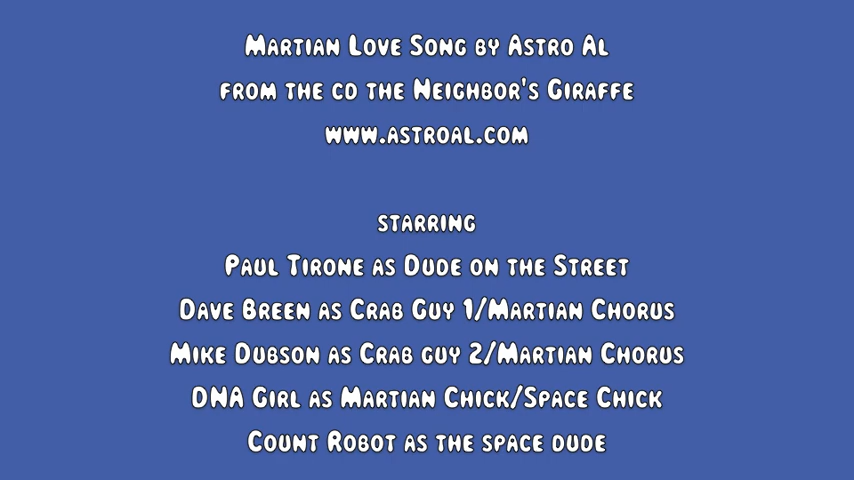 Martian Love Song by Astro Al
from the cd the Neighbor's Giraffe
www.astroal.com
starring
Paul Tirone as Dude on the Street
Dave Breen as Crab Guy 1/Martian Chorus
Mike Dubson as Crab guy 2/Martian Chorus
DNA Girl as Martian Chick/Space Chick
Count Robot as the space dude